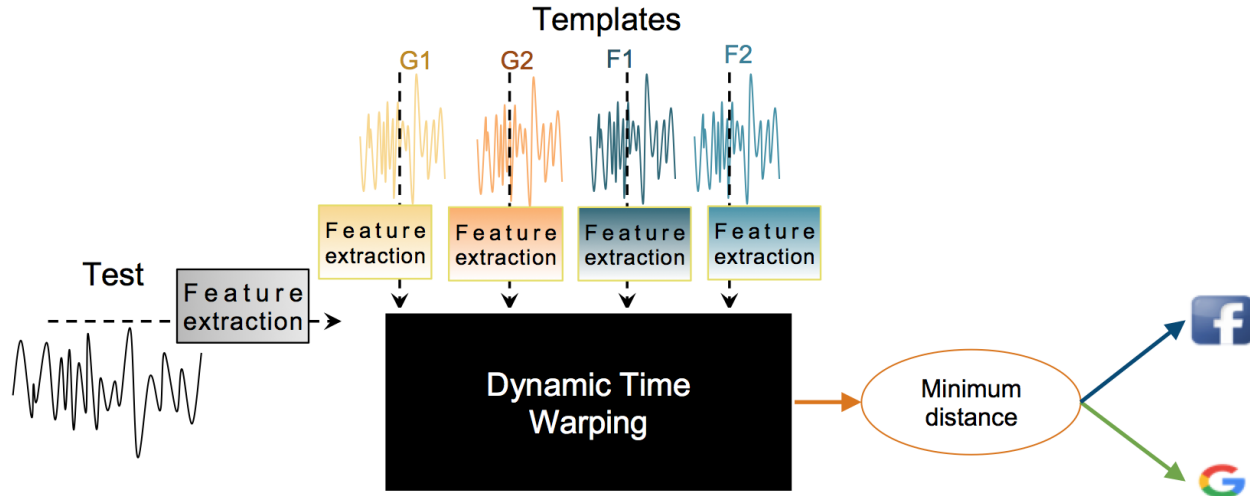 Templates
G1
G2
F1
F2
Feature
extraction
Feature
extraction
Feature
extraction
Feature
extraction
Test
Feature
extraction
Dynamic Time
Warping
Minimum
distance
f
G